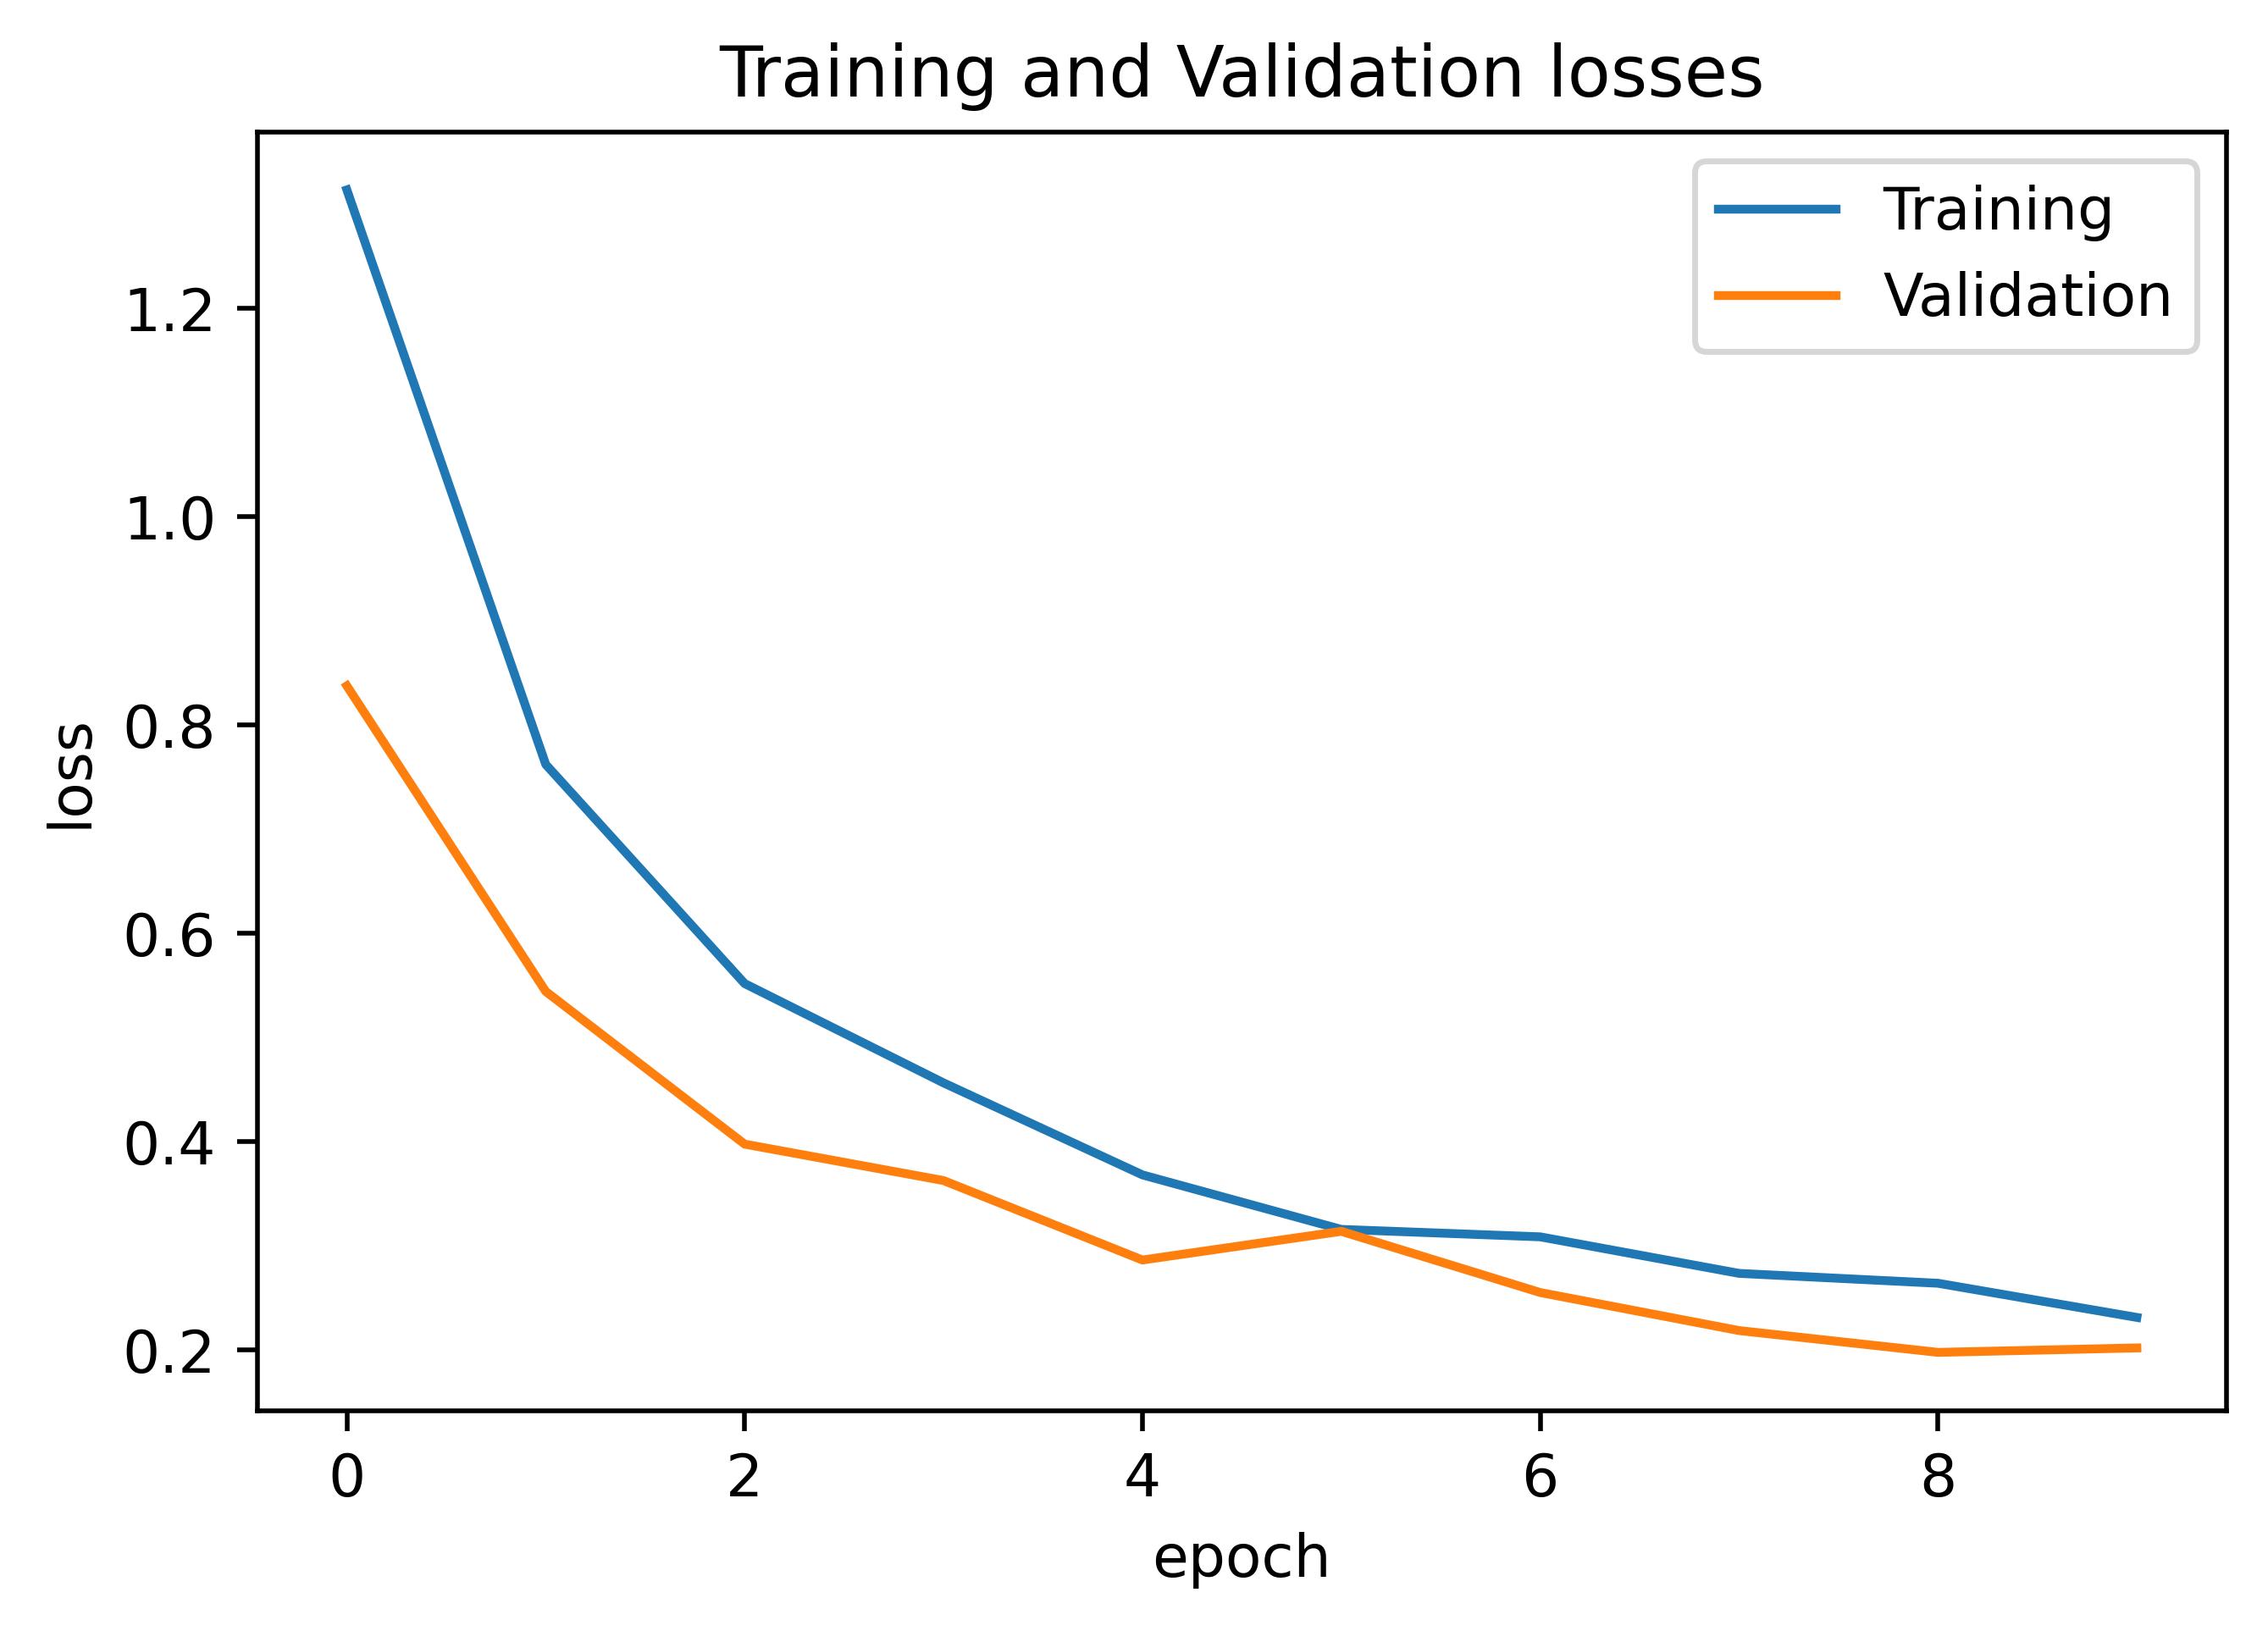 Training and Validation losses
Training
Validation
1.2
1.0
0.8
0.6
0.4
0.2
loss
0 2 4 6 8
epoch